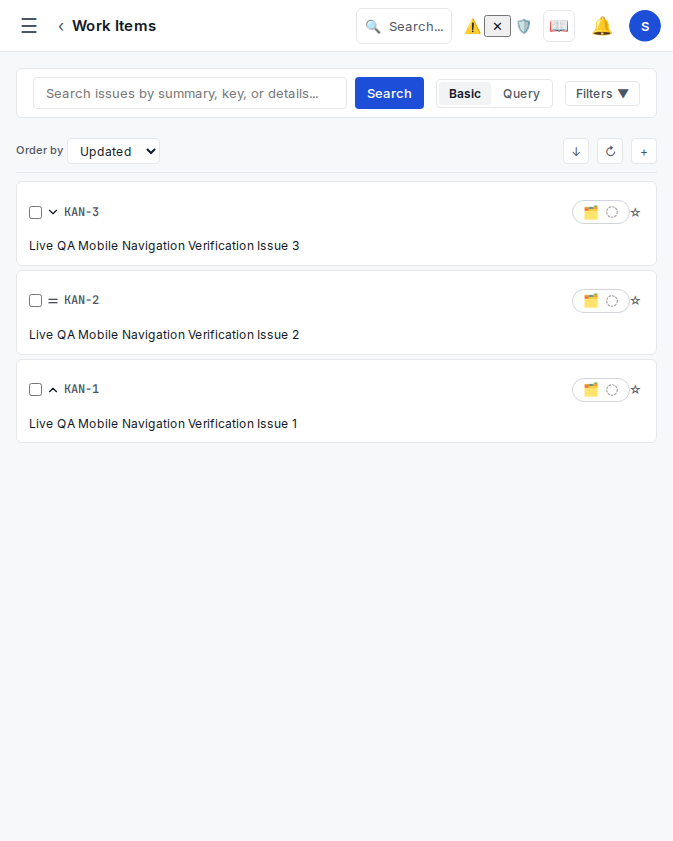 Work Items
Search...
Search issues by summary, key, or details...
Search
Basic
Query
Filters ▼
Order by
Updated
KAN-3
Live QA Mobile Navigation Verification Issue 3
KAN-2
Live QA Mobile Navigation Verification Issue 2
KAN-1
Live QA Mobile Navigation Verification Issue 1
S